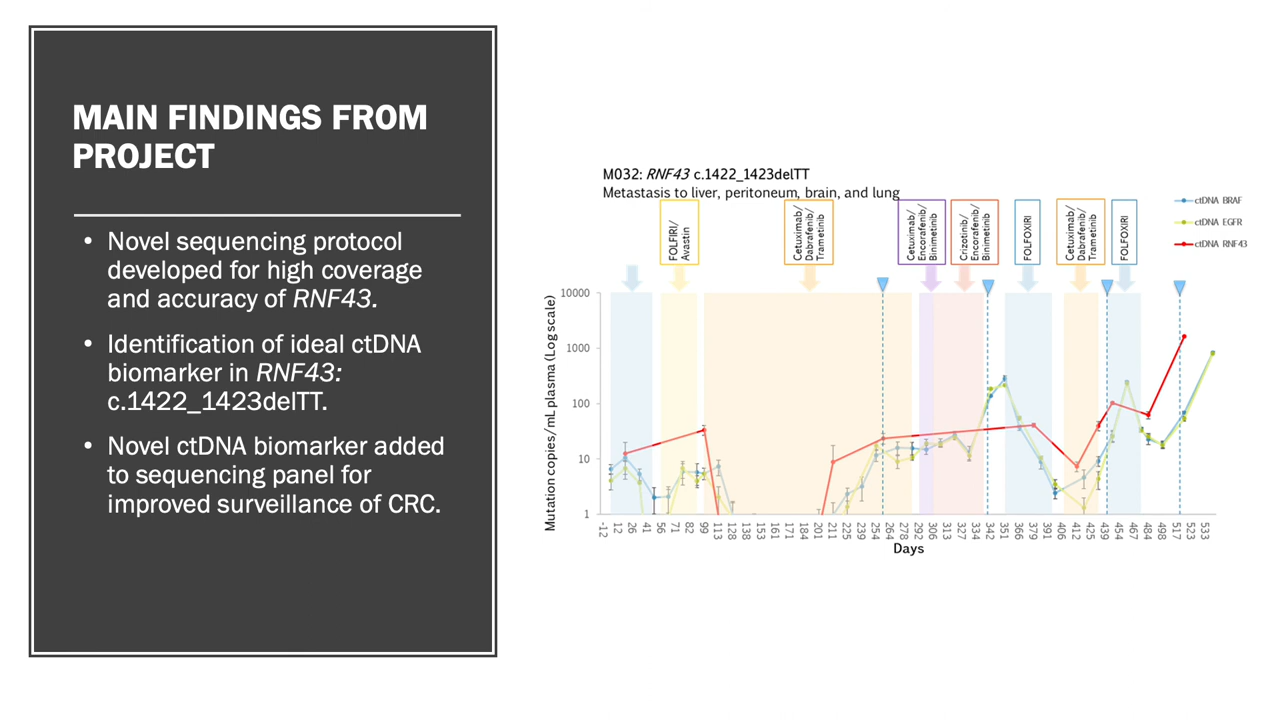 MAIN FINDINGS FROM
PROJECT
• Novel sequencing protocol
developed for high coverage
and accuracy of RNF43.
• Identification of ideal ctDNA
biomarker in RNF43:
c.1422_1423delTT.
• Novel ctDNA biomarker added
to sequencing panel for
improved surveillance of CRC.
M032: RNF43 c.1422_1423delTT
Metastasis to liver, peritoneum, brain, and lung
FOLFIRI/
Avastin
Cetuximab/
Dabrafenib/
Trametinib
Cetuximab/
Encorafenib/
Binimetinib
Crizotinib/
Encorafenib/
Binimetinib
FOLFOXIRI
Cetuximab/
Dabrafenib/
Trametinib
FOLFOXIRI
ctDNA BRAF
ctDNA EGFR
ctDNA RNF43
Mutation copies/mL plasma (Log scale)
10000
1000
100
10
1
-12 12 26 41 56 71 82 99 113 128 138 153 161 171 184 201 211 225 239 254 264 278 292 306 313 327 334 342 351 366 379 391 406 412 425 439 454 467 484 498 517 523 533
Days